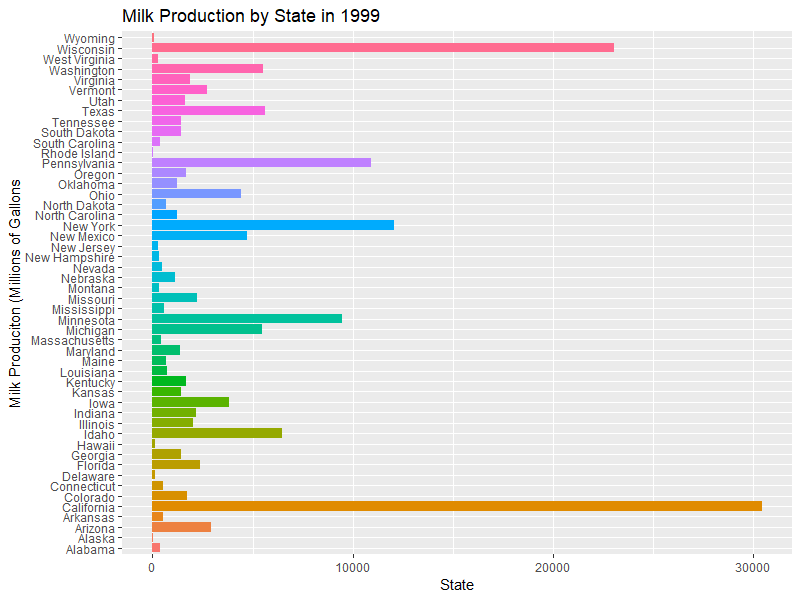 Milk Production by State in 1999
Milk Produciton (Millions of Gallons
Wyoming
Wisconsin
West Virginia
Washington
Virginia
Vermont
Utah
Texas
Tennessee
South Dakota
South Carolina
Rhode Island
Pennsylvania
Oregon
Oklahoma
Ohio
North Dakota
North Carolina
New York
New Mexico
New Jersey
New Hampshire
Nevada
Nebraska
Montana
Missouri
Mississippi
Minnesota
Michigan
Massachusetts
Maryland
Maine
Louisiana
Kentucky
Kansas
Iowa
Indiana
Illinois
Idaho
Hawaii
Georgia
Florida
Delaware
Connecticut
Colorado
California
Arkansas
Arizona
Alaska
Alabama
0 10000 20000 30000
State